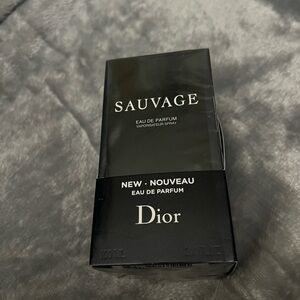 SAUVAGE
EAU DE PARFUM
VAPORISATEUR SPRAY
NEW · NOUVEAU
EAU DE PARFUM
Dior